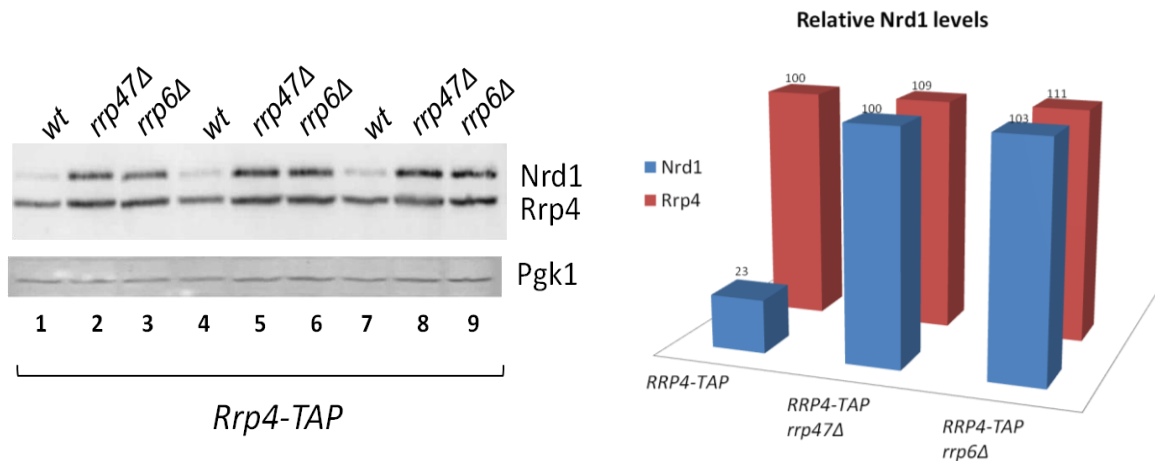 wt rrp47Δ rrp6Δ wt rrp47Δ rrp6Δ wt rrp47Δ rrp6Δ
Nrd1
Rrp4
Pgk1
1 2 3 4 5 6 7 8 9
Rrp4-TAP
Relative Nrd1 levels
100
109
111
100
103
23
Nrd1
Rrp4
RRP4-TAP
RRP4-TAP
rrp47Δ
RRP4-TAP
rrp6Δ